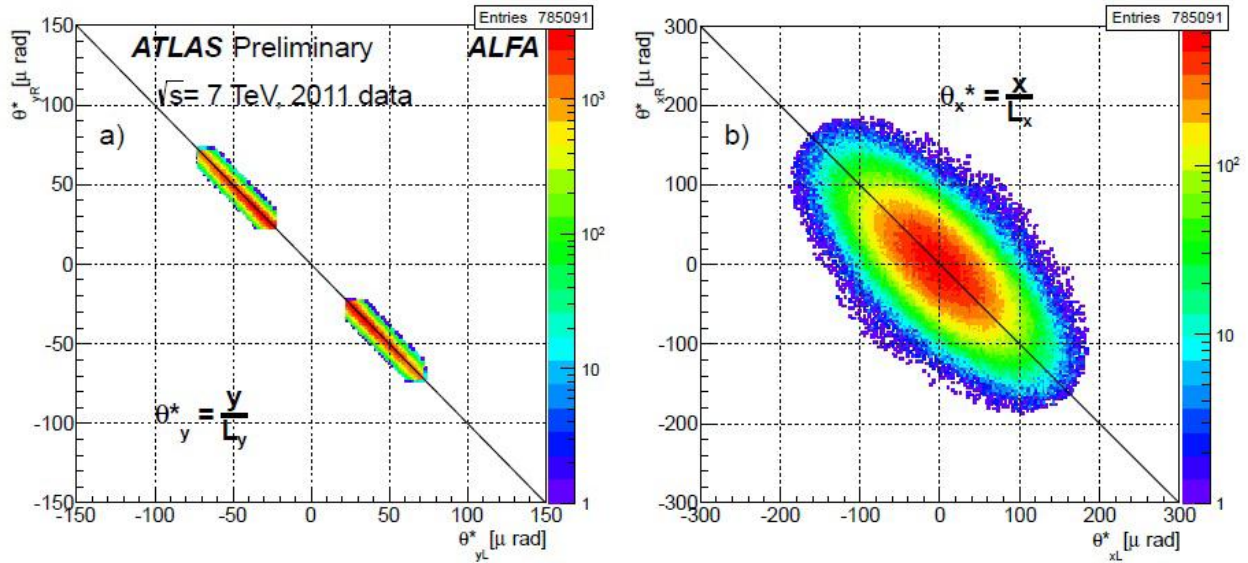 Entries 785091
ATLAS Preliminary ALFA
√s= 7 TeV, 2011 data
a)
θ*yR [μ rad]
150
100
50
0
-50
-100
-150
-150 -100 -50 0 50 100 150
θ*yL [μ rad]
θ*y = y/Ly
10³
10²
10
1
Entries 785091
b)
θx* = x/Lx
θ*xR [μ rad]
300
200
100
0
-100
-200
-300
-300 -200 -100 0 100 200 300
θ*xL [μ rad]
10²
10
1